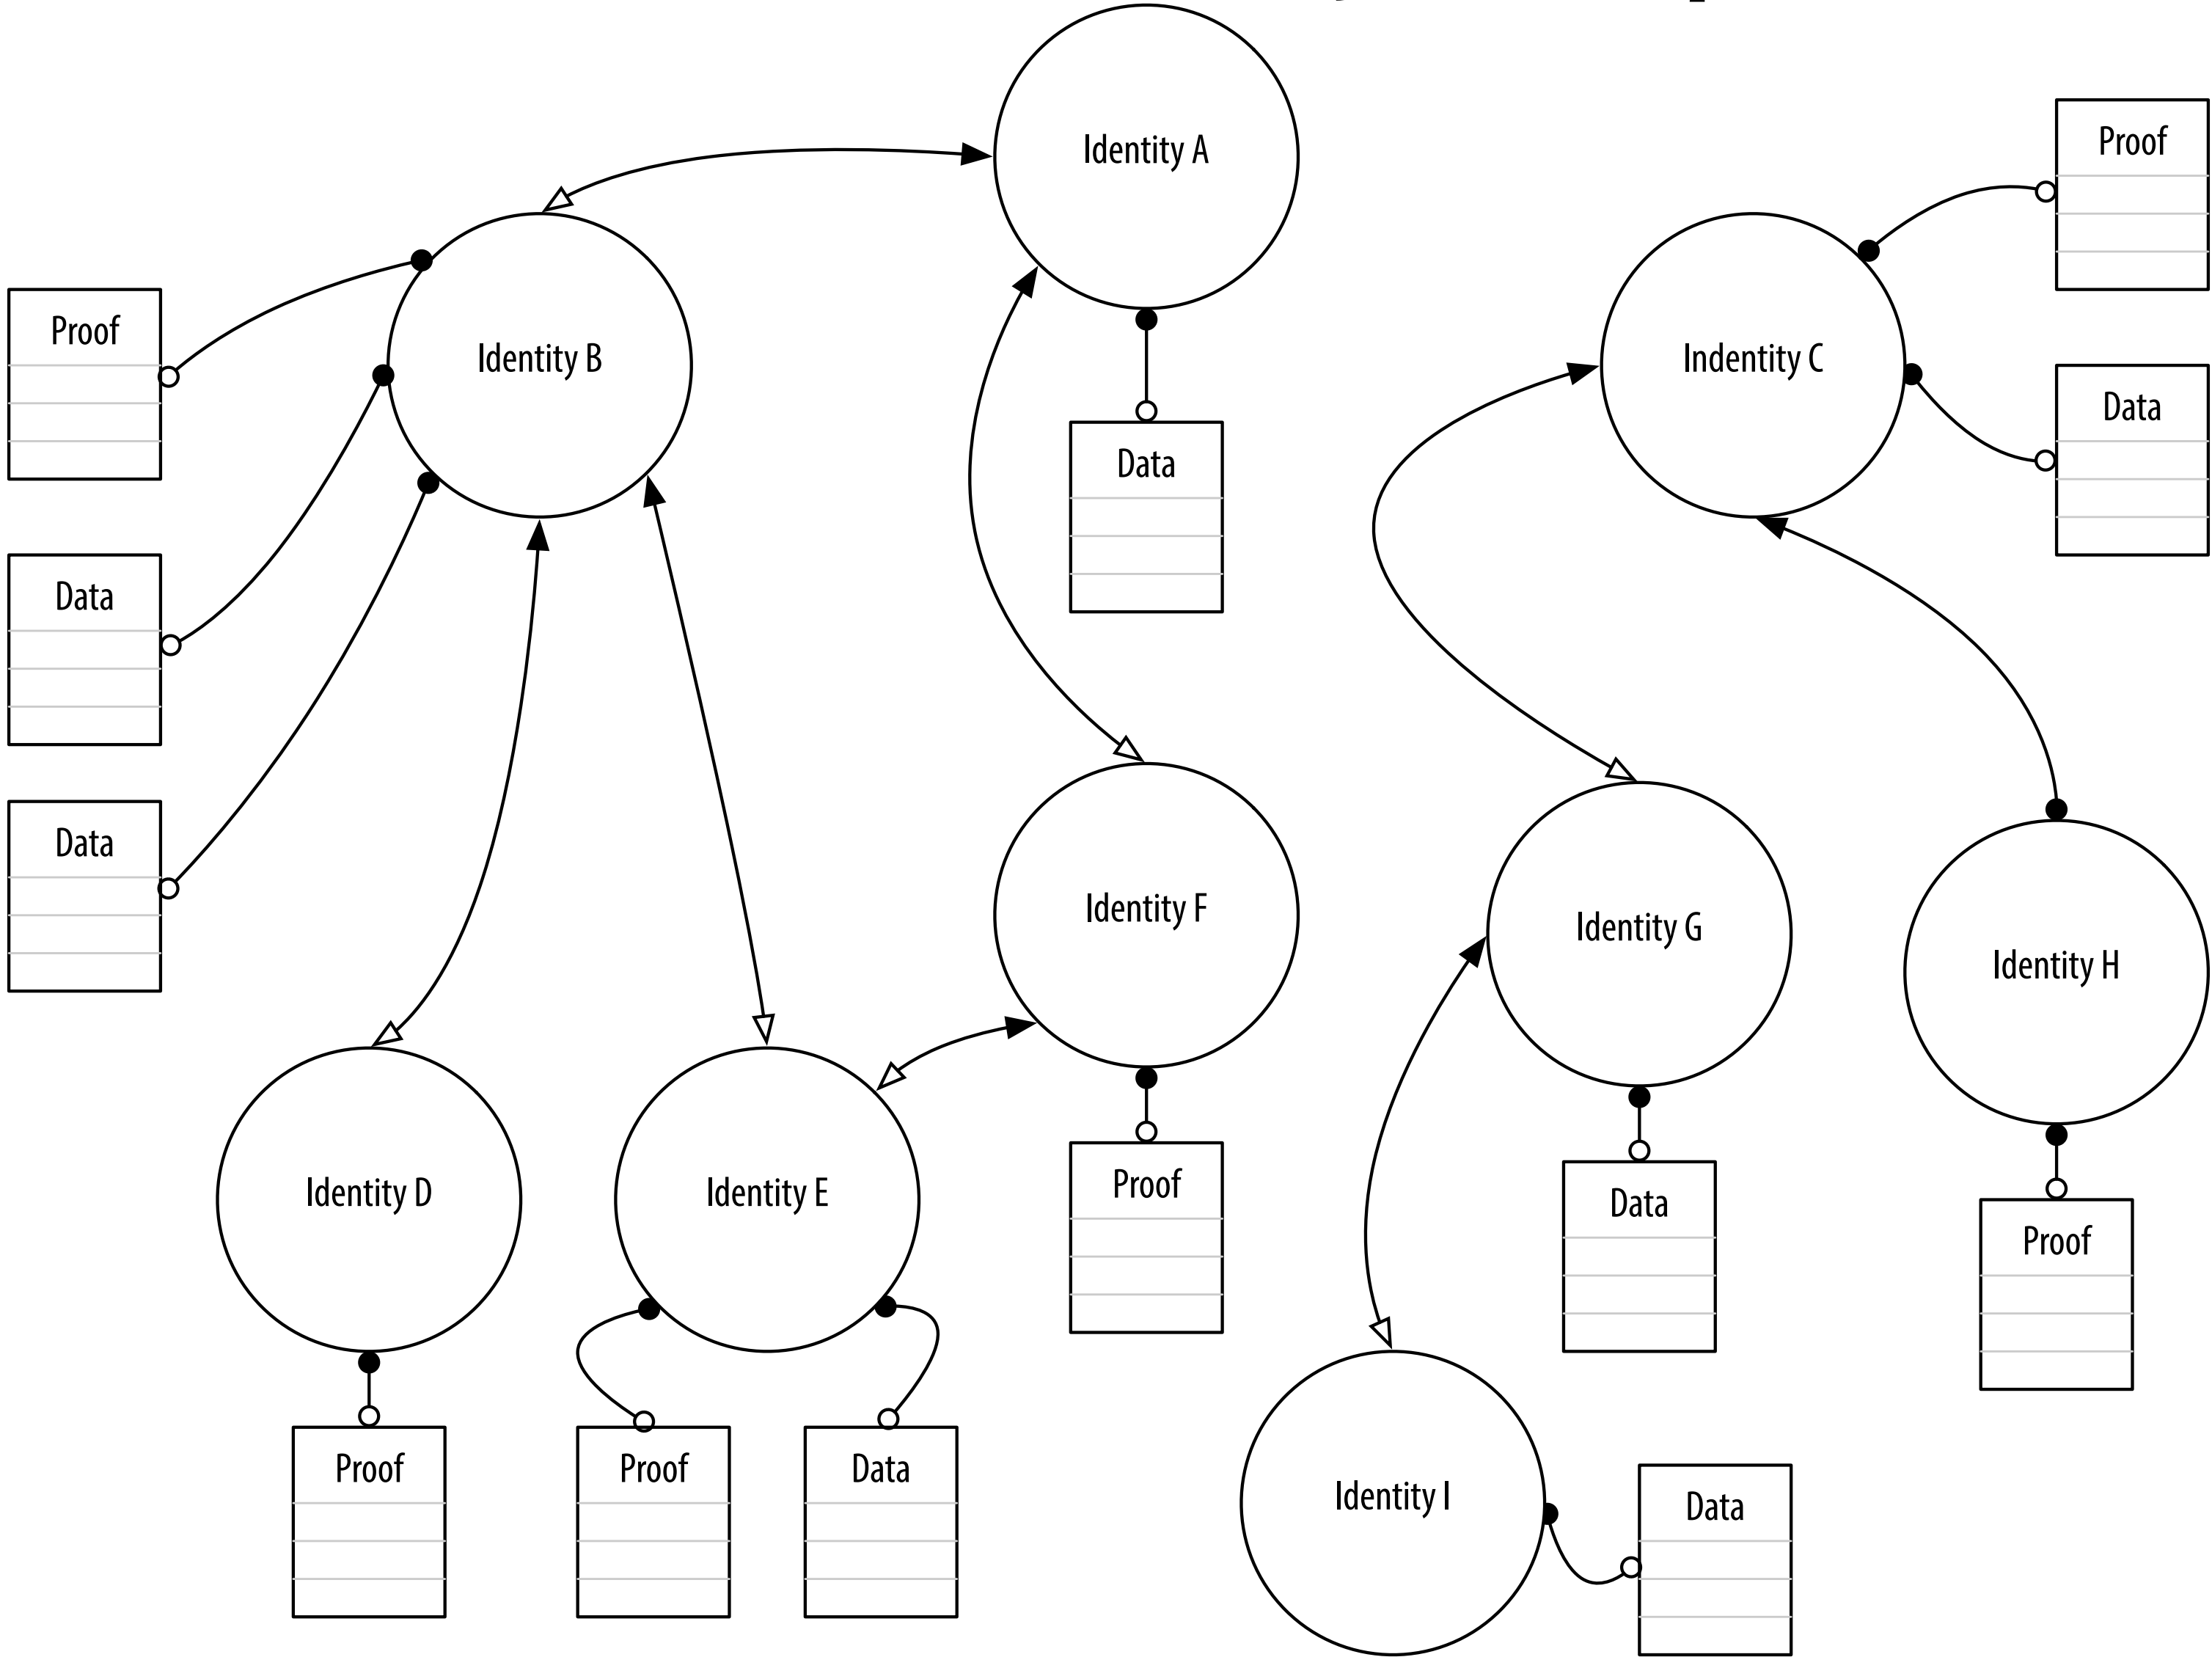 Identity A
Proof
Identity B
Indentity C
Proof
Data
Data
Data
Data
Identity F
Identity G
Identity H
Identity D
Identity E
Proof
Data
Proof
Proof
Proof
Data
Identity I
Data